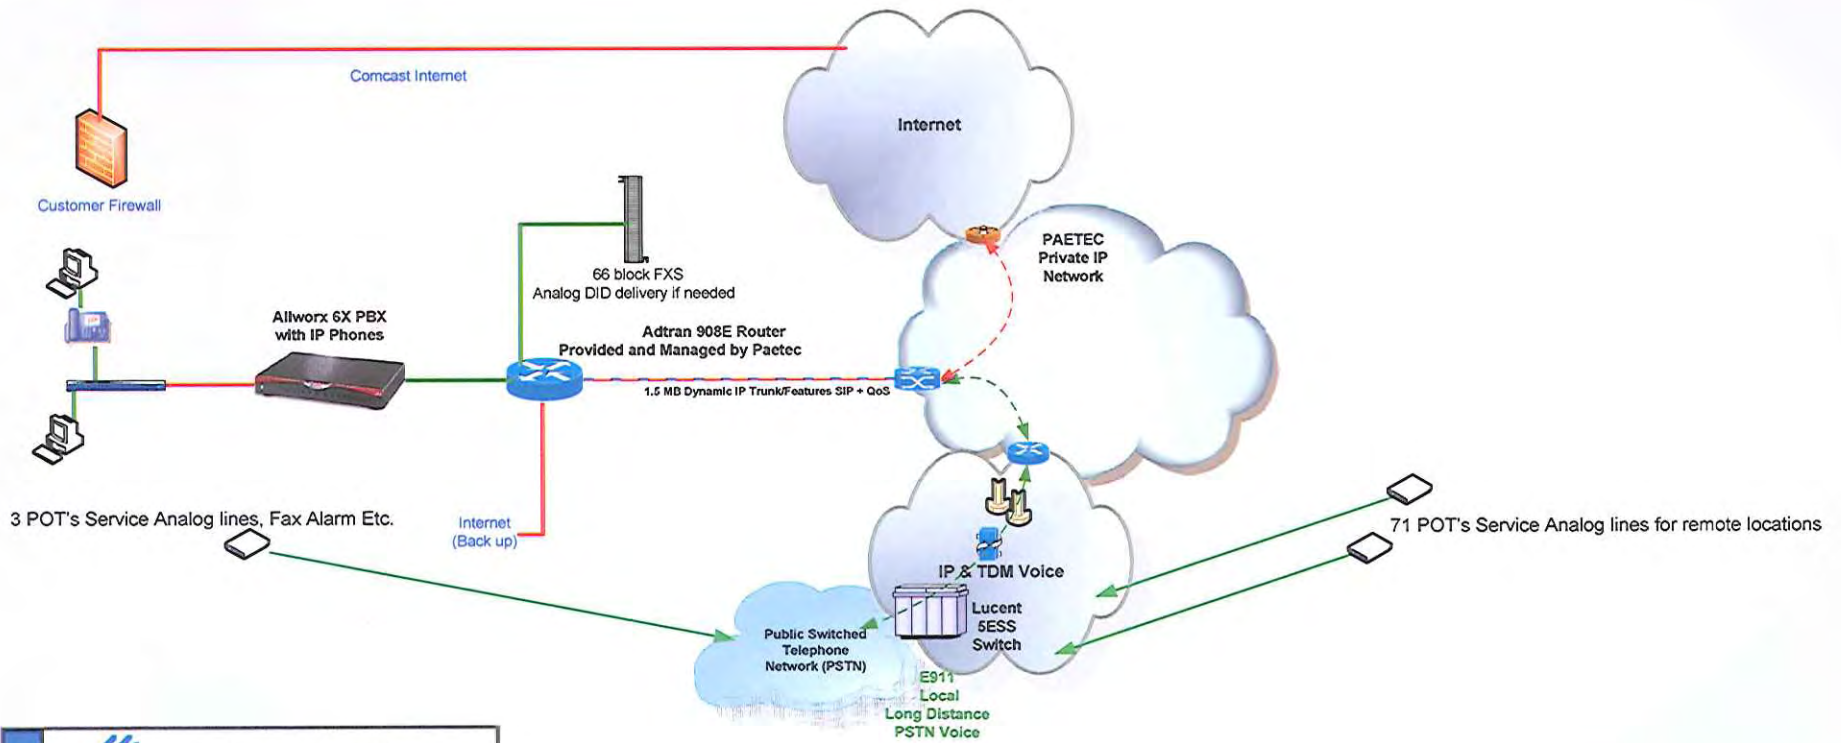 Comcast Internet
Internet
Customer Firewall
66 block FXS
Analog DID delivery if needed
PAETEC
Private IP
Network
Allworx 6X PBX
with IP Phones
Adtran 908E Router
Provided and Managed by Paetec
1.5 MB Dynamic IP Trunk/Features SIP + QoS
3 POT's Service Analog lines, Fax Alarm Etc.
Internet
(Back up)
71 POT's Service Analog lines for remote locations
IP & TDM Voice
Lucent
5ESS
Switch
Public Switched
Telephone
Network (PSTN)
E911
Local
Long Distance
PSTN Voice